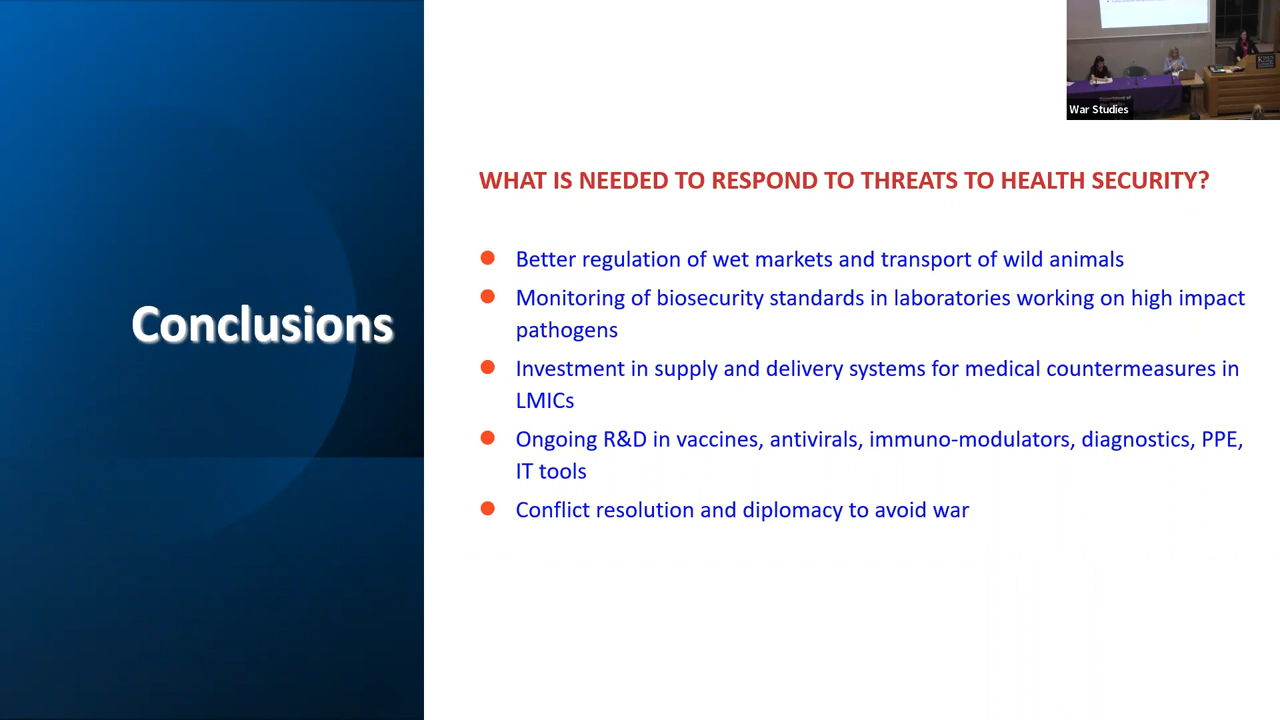 War Studies
WHAT IS NEEDED TO RESPOND TO THREATS TO HEALTH SECURITY?
Conclusions
Better regulation of wet markets and transport of wild animals
Monitoring of biosecurity standards in laboratories working on high impact
pathogens
Investment in supply and delivery systems for medical countermeasures in
LMICs
Ongoing R&D in vaccines, antivirals, immuno-modulators, diagnostics, PPE,
IT tools
Conflict resolution and diplomacy to avoid war